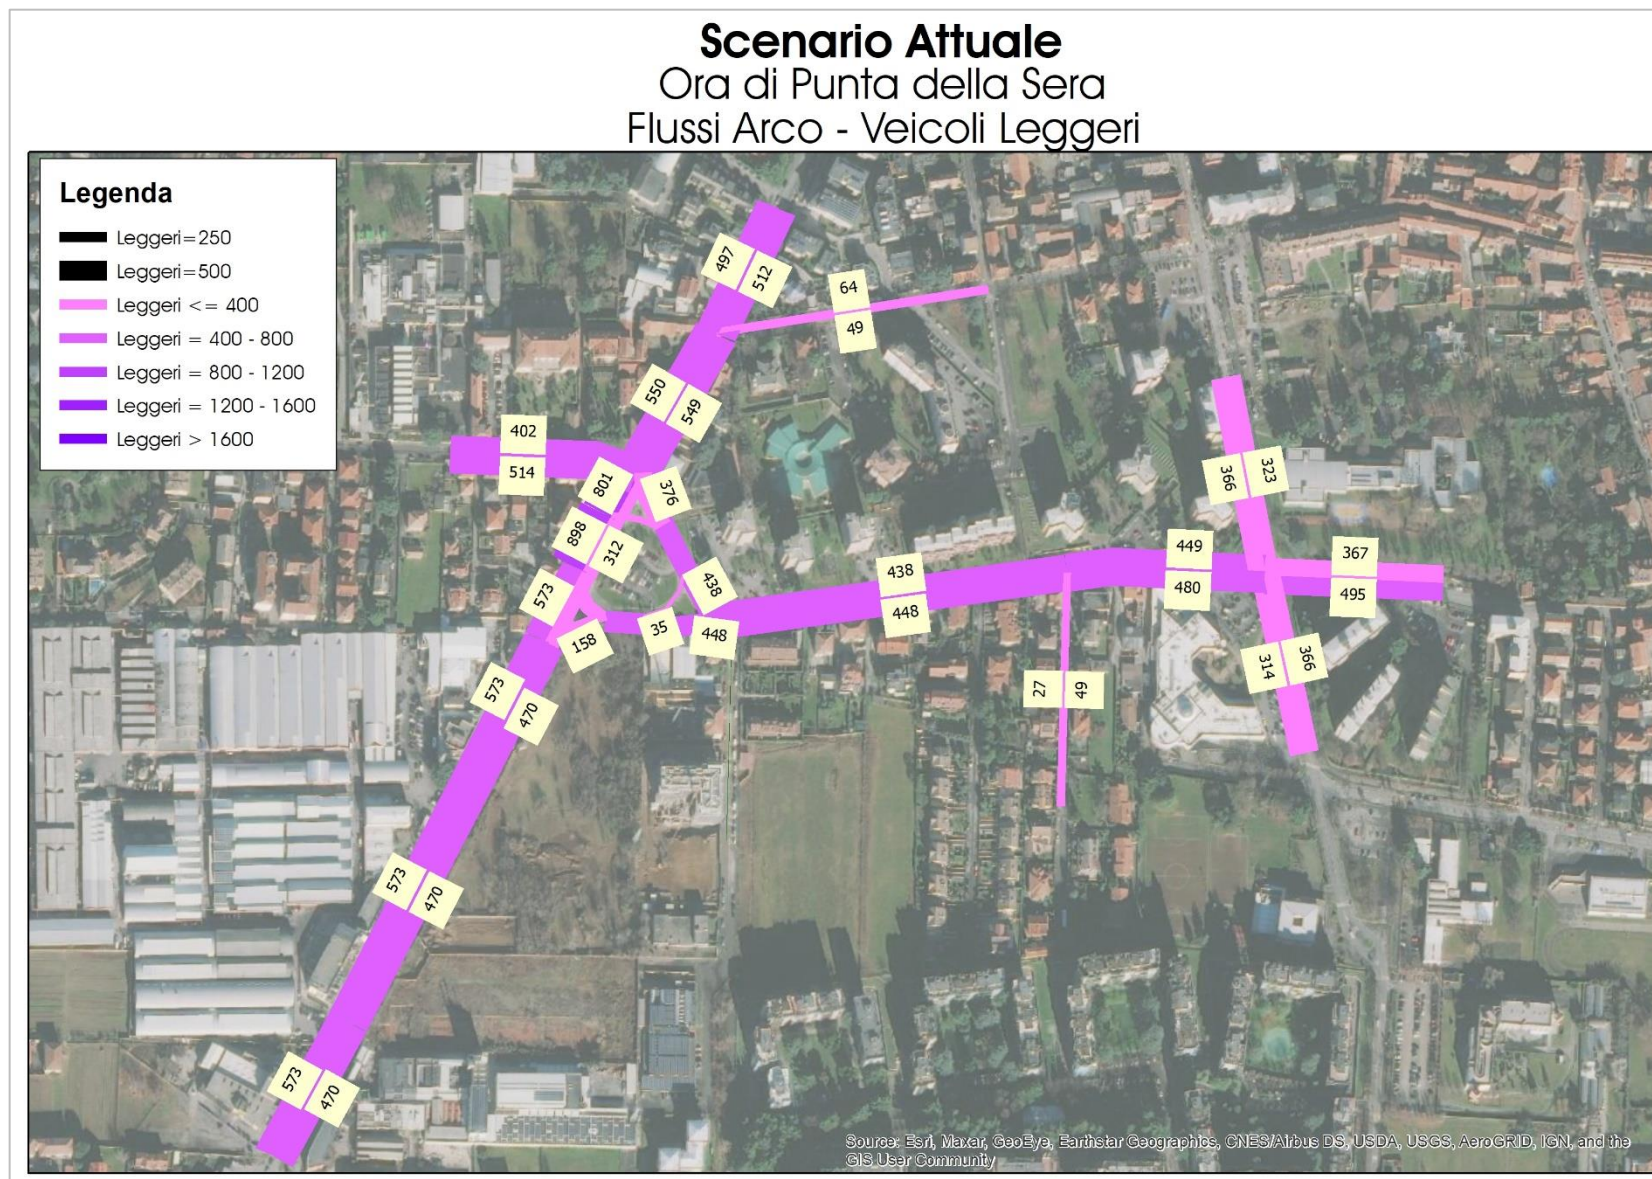 Scenario Attuale
Ora di Punta della Sera
Flussi Arco - Veicoli Leggeri
Legenda
Leggeri=250
Leggeri=500
Leggeri <= 400
Leggeri = 400 - 800
Leggeri = 800 - 1200
Leggeri = 1200 - 1600
Leggeri > 1600
497
512
64
49
550
549
402
514
801
376
898
312
573
158
35
438
448
438
448
449
480
366
323
367
495
314
366
27
49
573
470
573
470
573
470
Source: Esri, Maxar, GeoEye, Earthstar Geographics, CNES/Airbus DS, USDA, USGS, AeroGRID, IGN, and the
GIS User Community